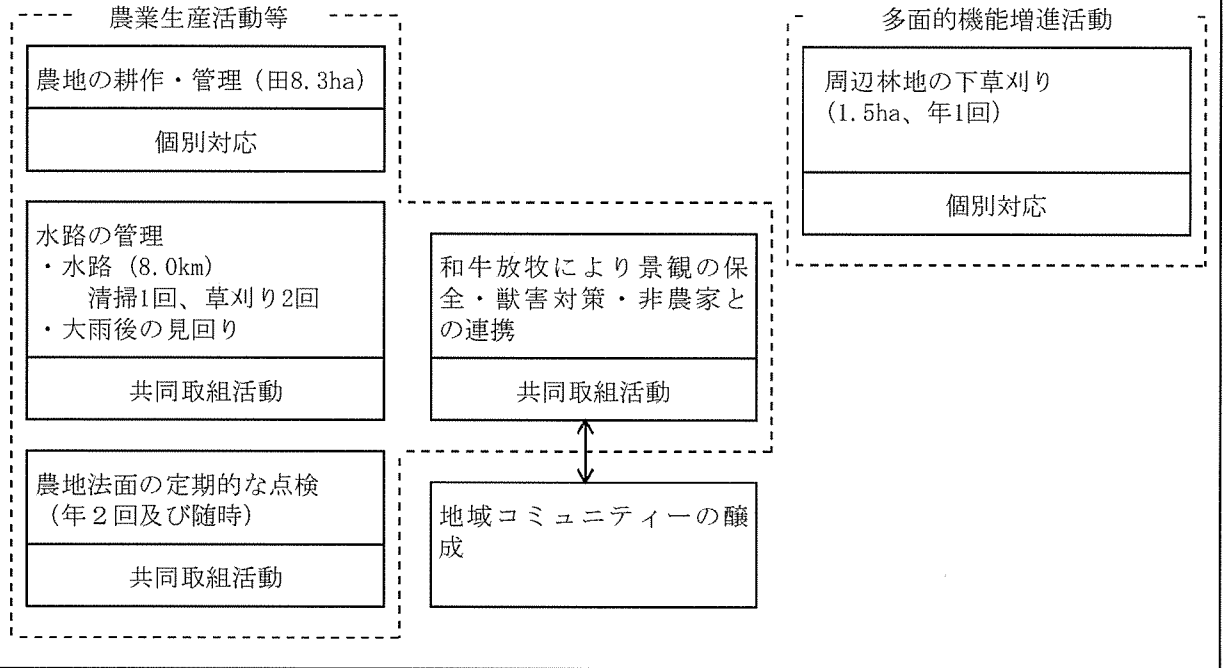 農業生産活動等
農地の耕作・管理（田8.3ha）
個別対応
水路の管理
・水路（8.0km）
清掃1回、草刈り2回
・大雨後の見回り
共同取組活動
農地法面の定期的な点検
（年２回及び随時）
共同取組活動
和牛放牧により景観の保
全・獣害対策・非農家と
の連携
共同取組活動
地域コミュニティーの醸
成
多面的機能増進活動
周辺林地の下草刈り
(1.5ha、年1回)
個別対応